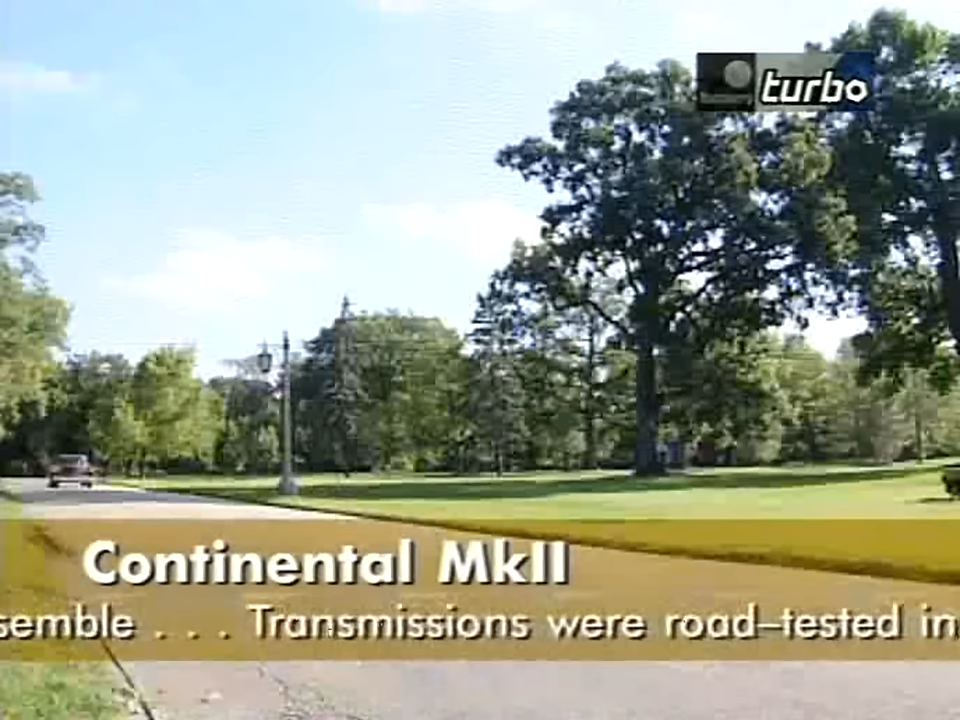 turbo
Continental MkII
semble . . . Transmissions were road–tested in